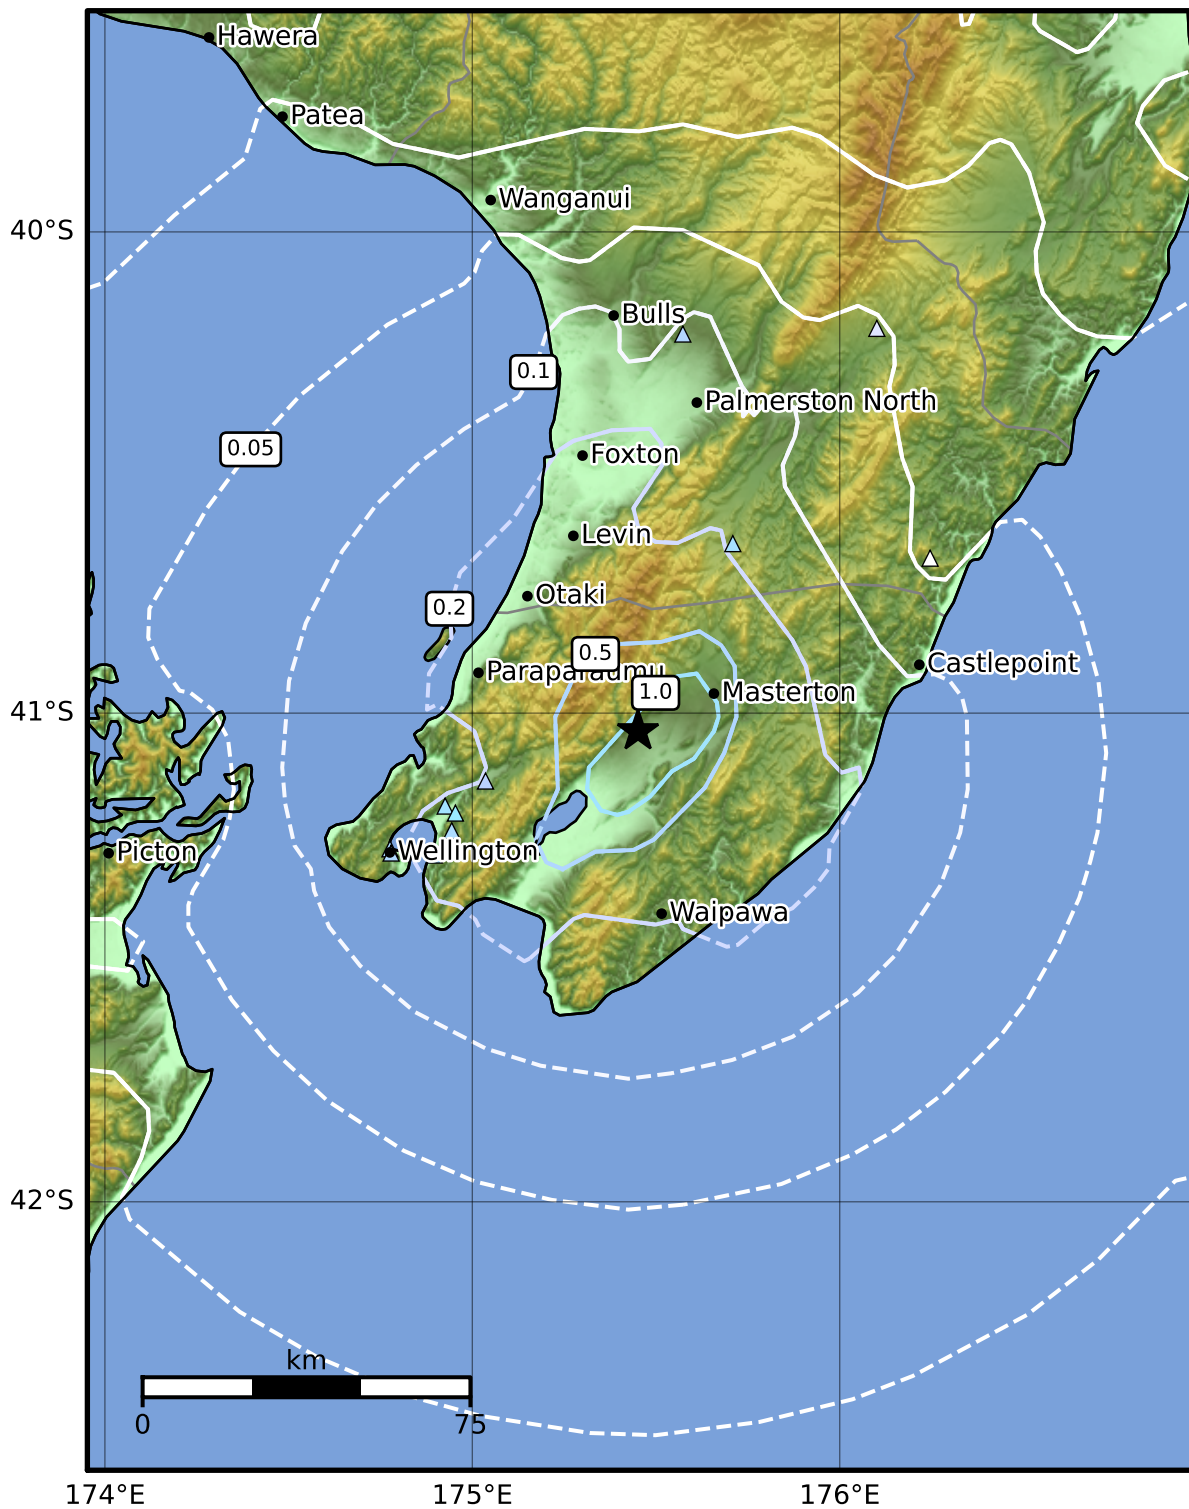 Hawera
Patea
Wanganui
40°S
Bulls
0.1
Palmerston North
0.05
Foxton
Levin
Otaki
0.2
0.5
Castlepoint
Paraparaumu
1.0
Masterton
41°S
Picton
Wellington
Waipawa
42°S
km
0
75
174°E
175°E
176°E